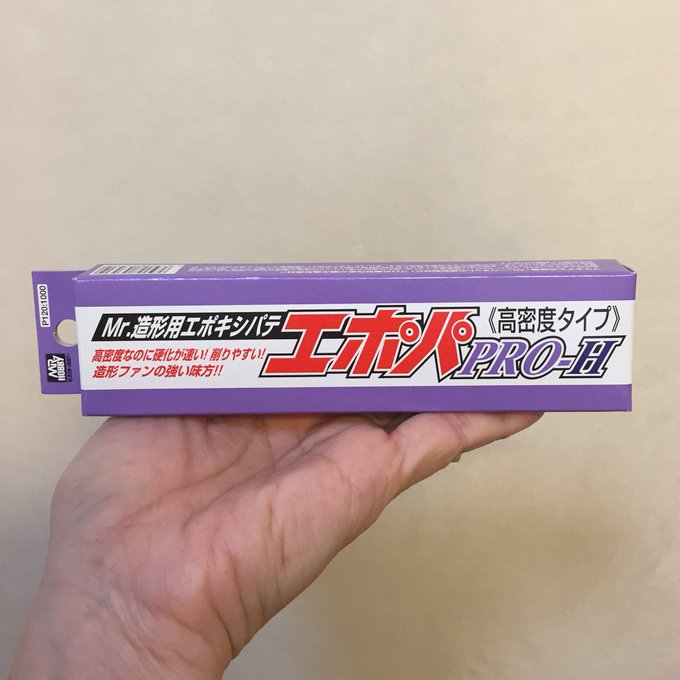 P120:1000
MR. HOBBY
Mr.造形用エポキシパテ
高密度なのに硬化が速い! 削りやすい!
造形ファンの強い味方!!
エポパ
PRO-H
《高密度タイプ》